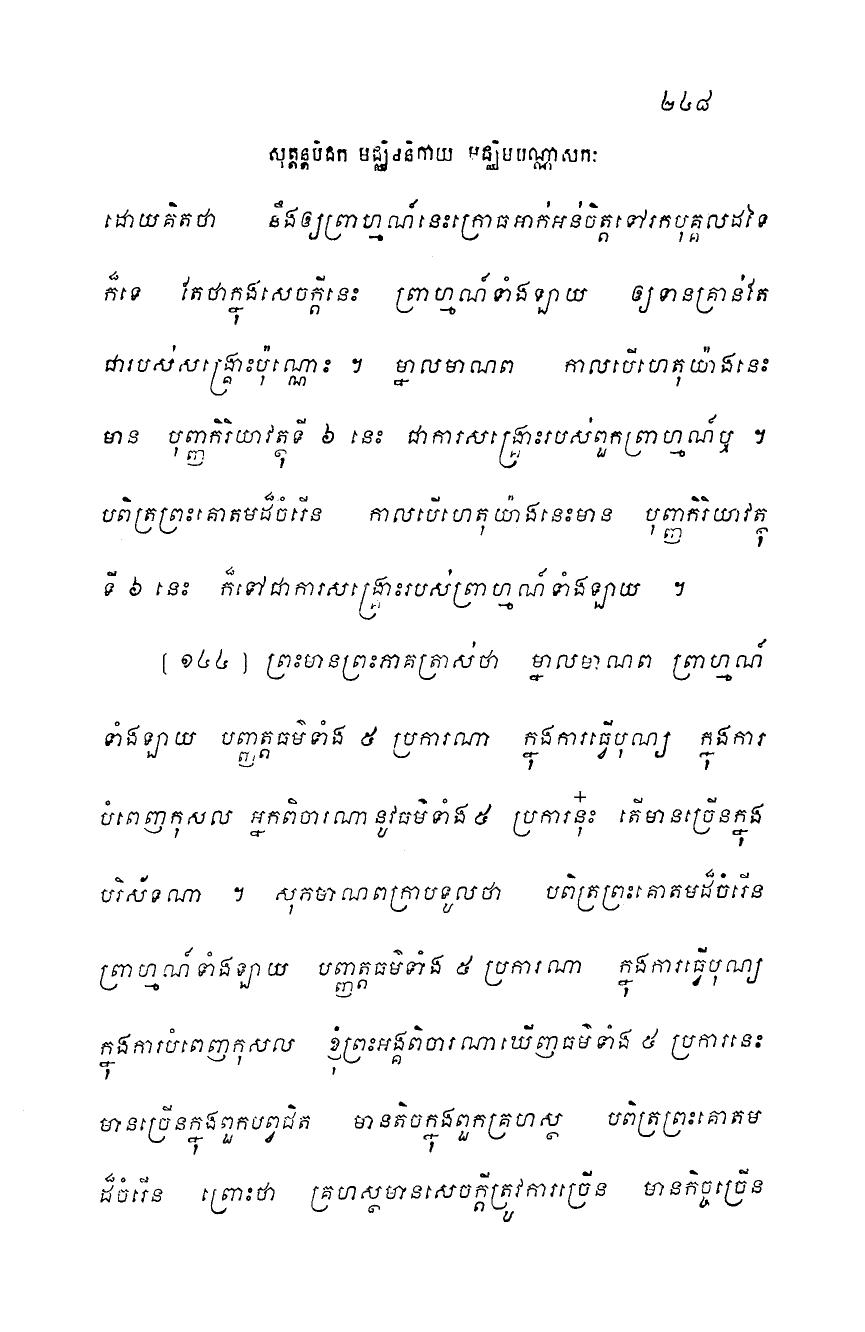 ២៤៨
សុត្តន្តបិដក មជ្ឈិមនិកាយ មជ្ឈិមបណ្ណាសកៈ
ដោយគិតថា នឹងឲ្យព្រាហ្មណ៍នេះក្រោធអាក់អន់ចិត្តទៅរកបុគ្គលដទៃ
ក៏ទេ តែថាក្នុងសេចក្តីនេះ ព្រាហ្មណ៍ទាំងឡាយ ឲ្យទានគ្រាន់តែ
ជារបស់សង្គ្រោះប៉ុណ្ណោះ ។ ម្នាលមាណព កាលបើហេតុយ៉ាងនេះ
មាន បុញ្ញកិរិយាវត្ថុទី ៦ នេះ ជាការសង្គ្រោះរបស់ពួកព្រាហ្មណ៍ឬ ។
បពិត្រព្រះគោតមដ៏ចំរើន កាលបើហេតុយ៉ាងនេះមាន បុញ្ញកិរិយាវត្ថុ
ទី ៦ នេះ ក៏ទៅជាការសង្គ្រោះរបស់ព្រាហ្មណ៍ទាំងឡាយ ។
[ ១៤៤ ] ព្រះមានព្រះភាគត្រាស់ថា ម្នាលមាណព ព្រាហ្មណ៍
ទាំងឡាយ បញ្ញត្តធម៌ទាំង ៥ ប្រការណា ក្នុងការធ្វើបុណ្យ ក្នុងការ
បំពេញកុសល អ្នកពិចារណានូវធម៌ទាំង ៥ ប្រការនុ៎ះ តើមានច្រើនក្នុង
បរិស័ទណា ។ សុភមាណពក្រាបទូលថា បពិត្រព្រះគោតមដ៏ចំរើន
ព្រាហ្មណ៍ទាំងឡាយ បញ្ញត្តធម៌ទាំង ៥ ប្រការណា ក្នុងការធ្វើបុណ្យ
ក្នុងការបំពេញកុសល ខ្ញុំព្រះអង្គពិចារណាឃើញធម៌ទាំង ៥ ប្រការនេះ
មានច្រើនក្នុងពួកបព្វជិត មានតិចក្នុងពួកគ្រហស្ថ បពិត្រព្រះគោតម
ដ៏ចំរើន ព្រោះថា គ្រហស្ថមានសេចក្តីត្រូវការច្រើន មានកិច្ចច្រើន